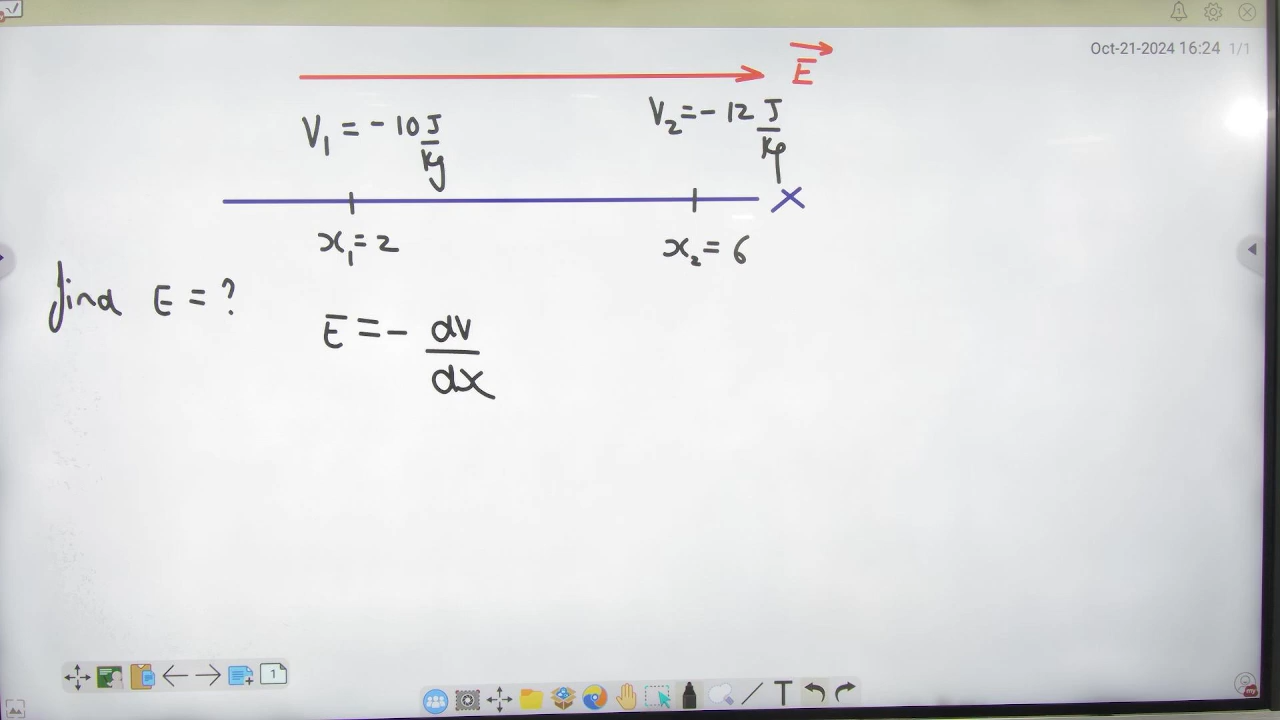 Oct-21-2024 16:24 1/1
E
V₁ = - 10 J/kg
V₂ = - 12 J/kg
X
x₁ = 2
x₂ = 6
find E = ?
E = - dV/dx
1
T